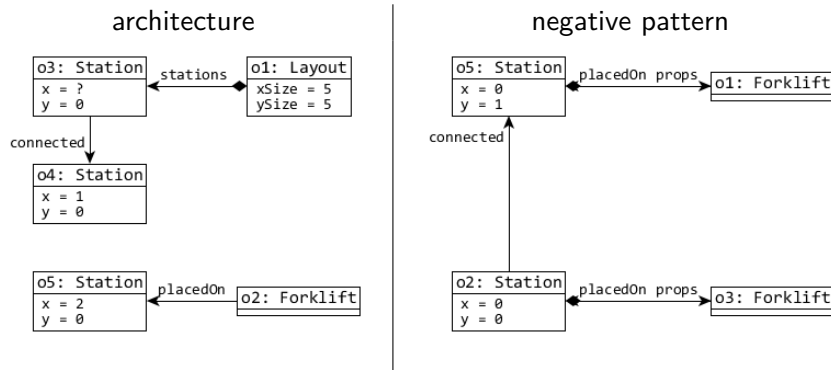 architecture
o3: Station
x = ?
y = 0
stations
o1: Layout
xSize = 5
ySize = 5
connected
o4: Station
x = 1
y = 0
o5: Station
x = 2
y = 0
placedOn
o2: Forklift
negative pattern
o5: Station
x = 0
y = 1
placedOn props
o1: Forklift
connected
o2: Station
x = 0
y = 0
placedOn props
o3: Forklift